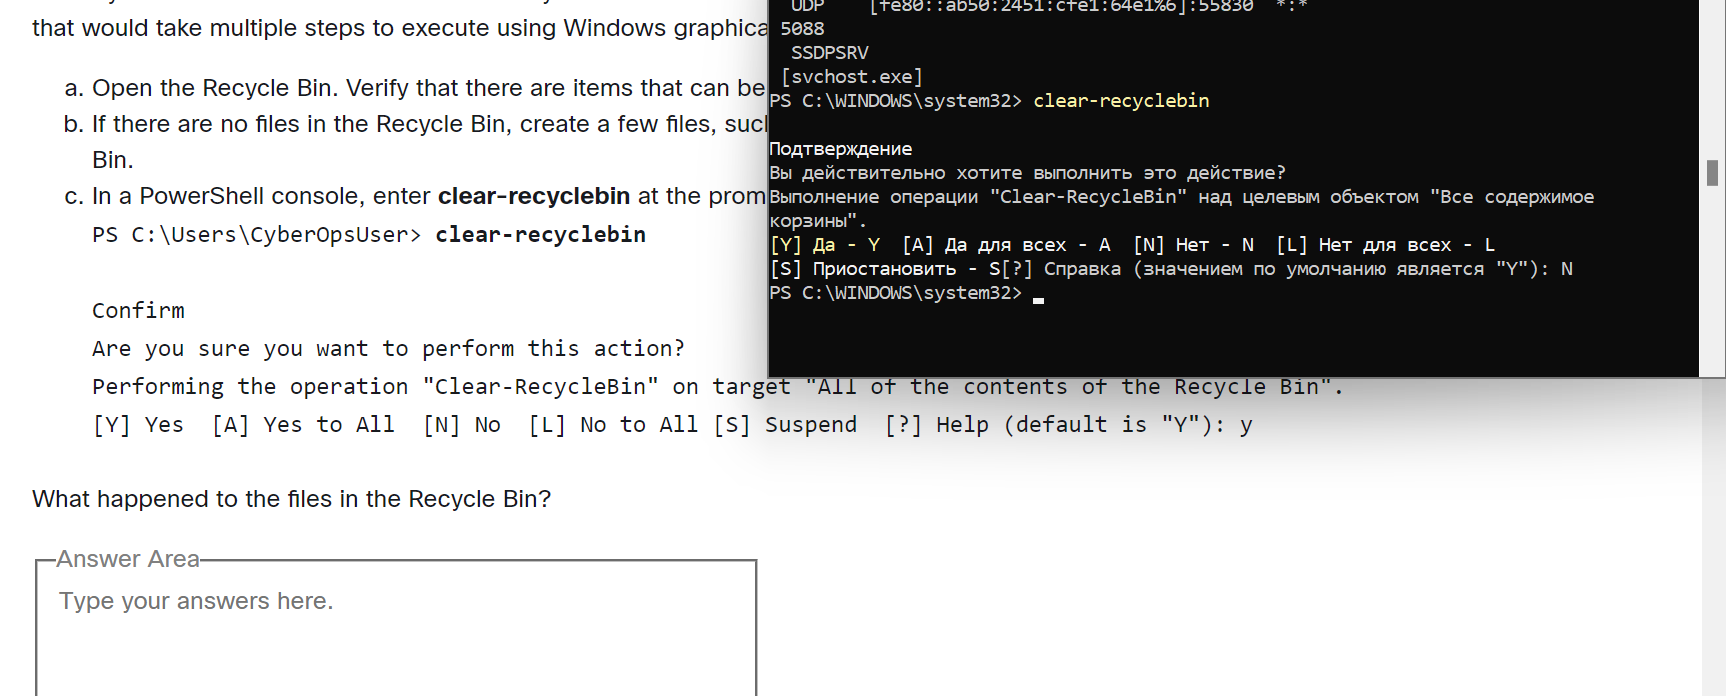 that would take multiple steps to execute using Windows graphica
a. Open the Recycle Bin. Verify that there are items that can be
b. If there are no files in the Recycle Bin, create a few files, such
Bin.
c. In a PowerShell console, enter clear-recyclebin at the prom
PS C:\Users\CyberOpsUser> clear-recyclebin
Confirm
Are you sure you want to perform this action?
Performing the operation "Clear-RecycleBin" on target "All of the contents of the Recycle Bin".
[Y] Yes  [A] Yes to All  [N] No  [L] No to All [S] Suspend  [?] Help (default is "Y"): y
What happened to the files in the Recycle Bin?
Answer Area
Type your answers here.
UDP    [fe80::ab50:2451:cfe1:64e1%6]:55830  *:*
5088
SSDPSRV
[svchost.exe]
PS C:\WINDOWS\system32> clear-recyclebin
Подтверждение
Вы действительно хотите выполнить это действие?
Выполнение операции "Clear-RecycleBin" над целевым объектом "Все содержимое
корзины".
[Y] Да - Y  [A] Да для всех - A  [N] Нет - N  [L] Нет для всех - L
[S] Приостановить - S[?] Справка (значением по умолчанию является "Y"): N
PS C:\WINDOWS\system32>